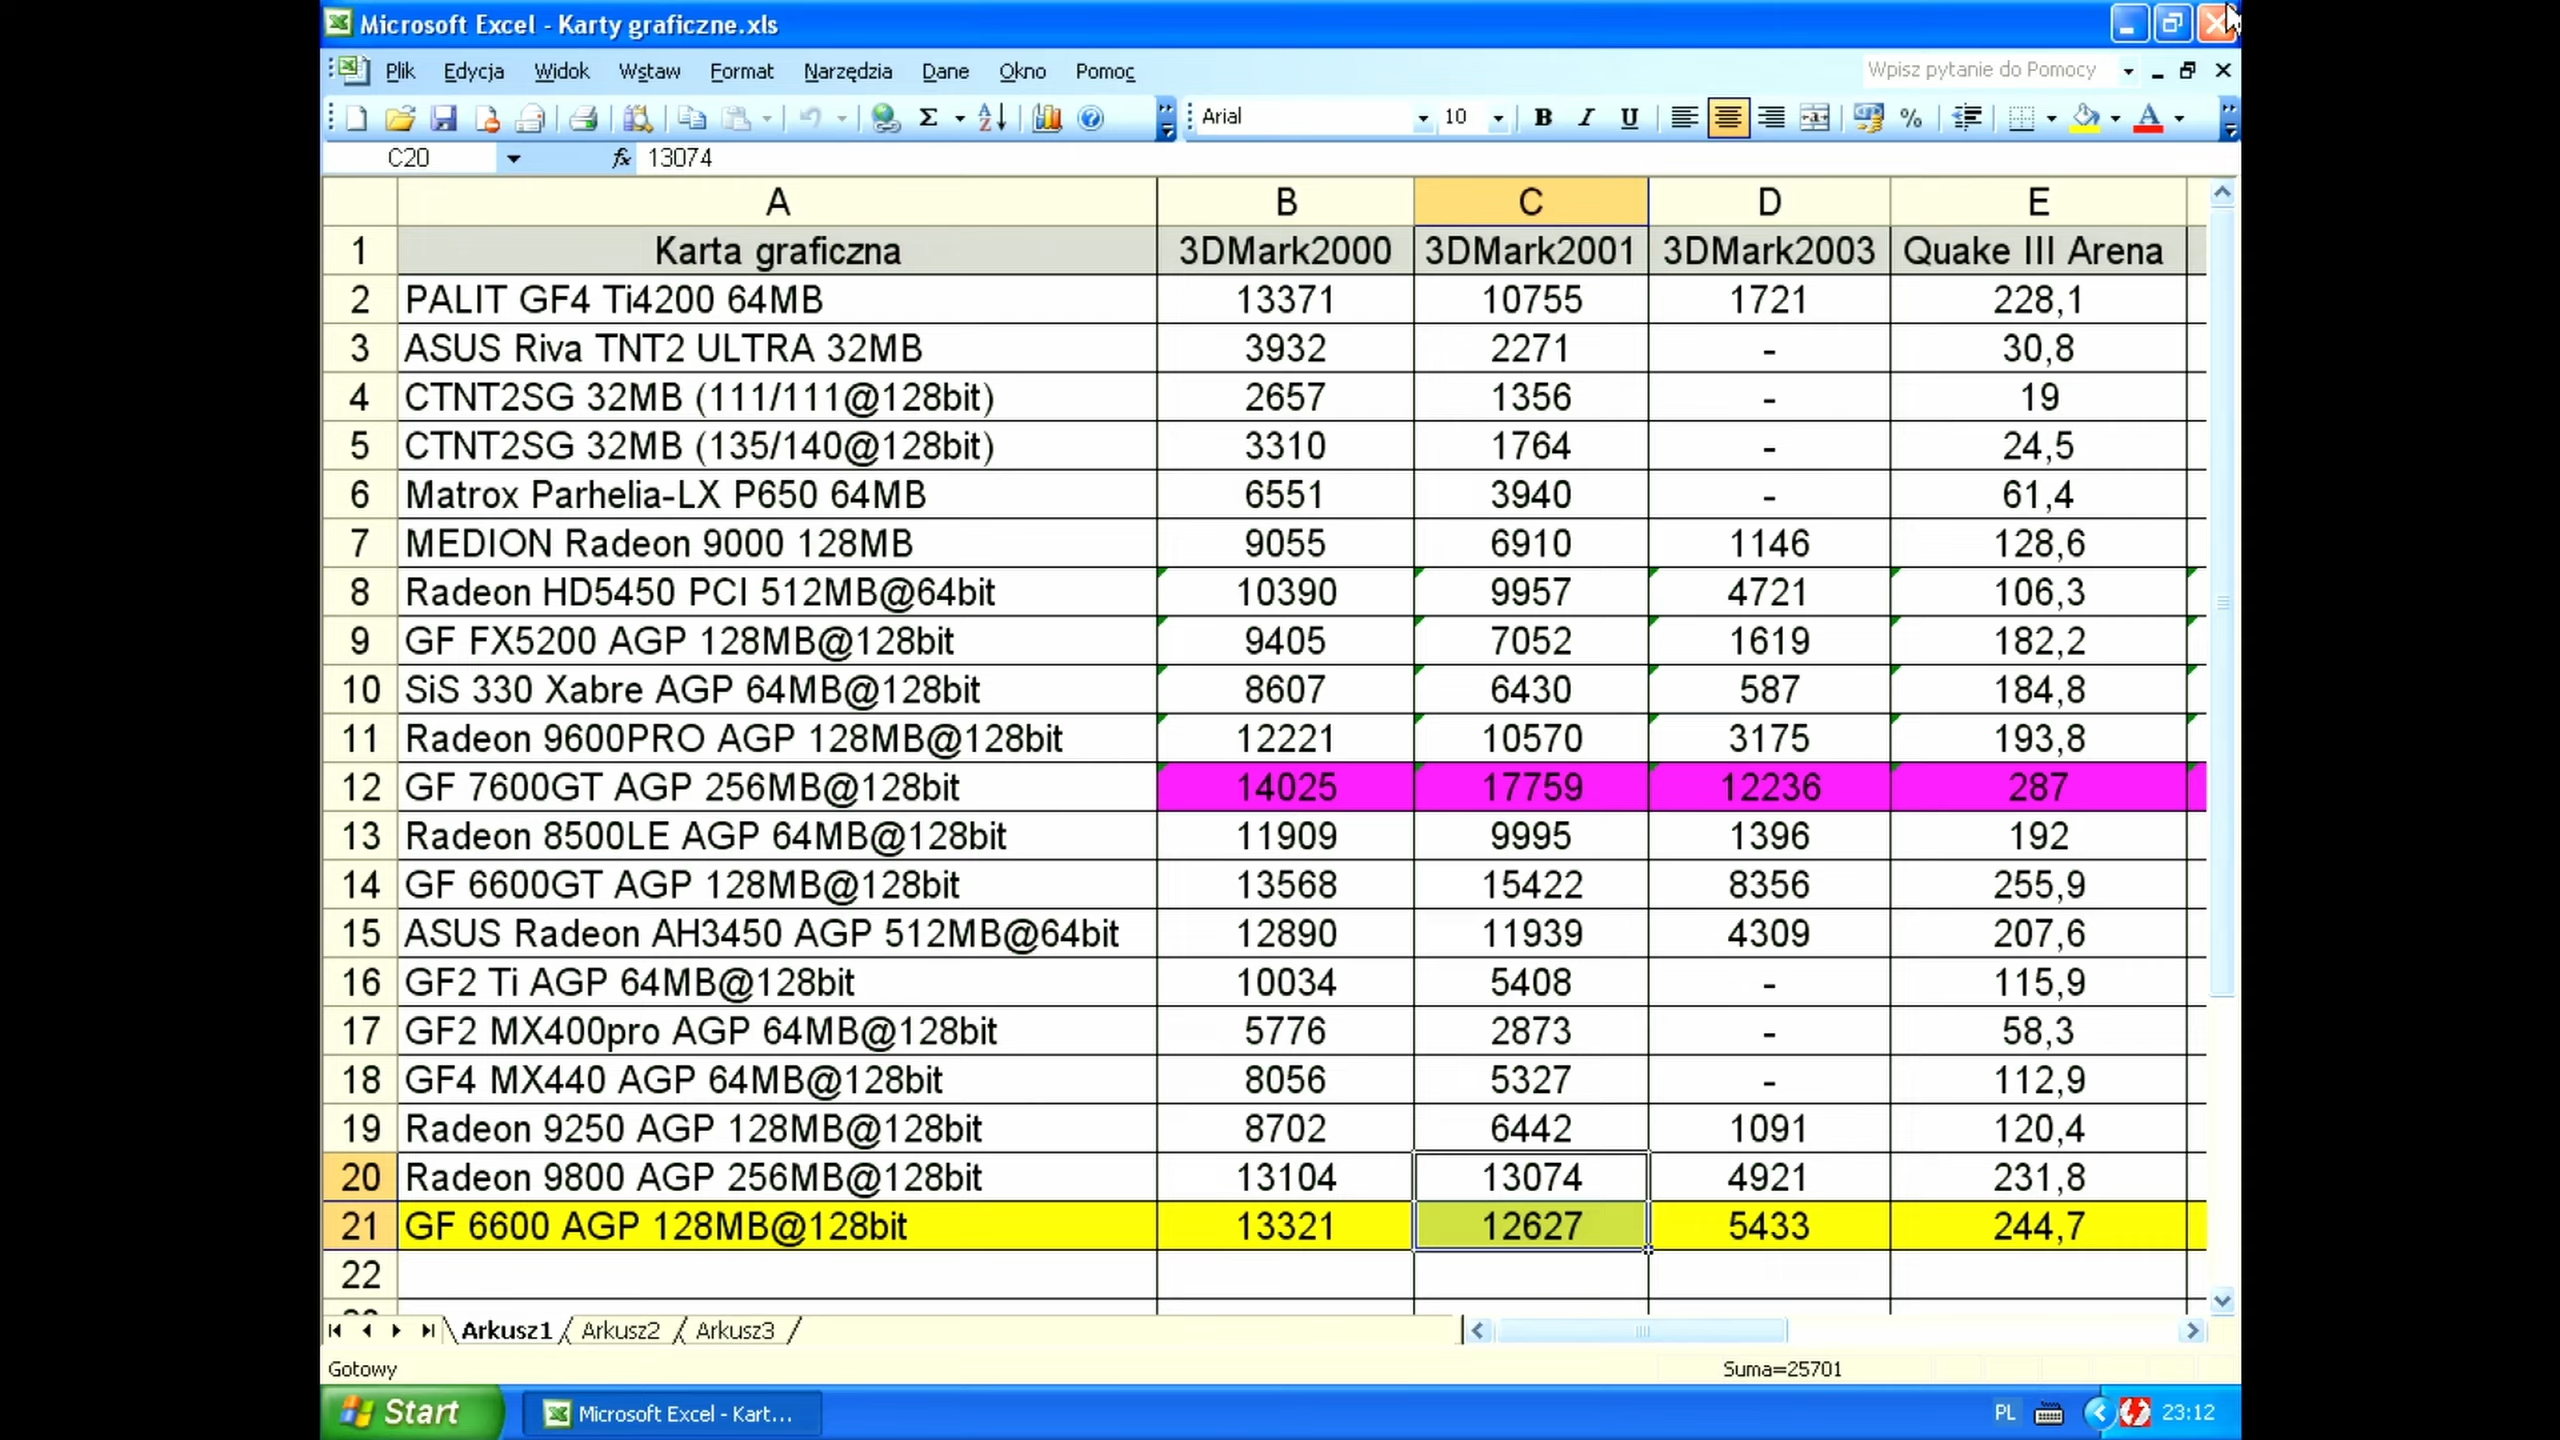 Microsoft Excel - Karty graficzne.xls
Plik Edycja Widok Wstaw Format Narzędzia Dane Okno Pomoc Wpisz pytanie do Pomocy
Arial 10 B I U %
C20 fx 13074
A B C D E
1 Karta graficzna 3DMark2000 3DMark2001 3DMark2003 Quake III Arena
2 PALIT GF4 Ti4200 64MB 13371 10755 1721 228,1
3 ASUS Riva TNT2 ULTRA 32MB 3932 2271 - 30,8
4 CTNT2SG 32MB (111/111@128bit) 2657 1356 - 19
5 CTNT2SG 32MB (135/140@128bit) 3310 1764 - 24,5
6 Matrox Parhelia-LX P650 64MB 6551 3940 - 61,4
7 MEDION Radeon 9000 128MB 9055 6910 1146 128,6
8 Radeon HD5450 PCI 512MB@64bit 10390 9957 4721 106,3
9 GF FX5200 AGP 128MB@128bit 9405 7052 1619 182,2
10 SiS 330 Xabre AGP 64MB@128bit 8607 6430 587 184,8
11 Radeon 9600PRO AGP 128MB@128bit 12221 10570 3175 193,8
12 GF 7600GT AGP 256MB@128bit 14025 17759 12236 287
13 Radeon 8500LE AGP 64MB@128bit 11909 9995 1396 192
14 GF 6600GT AGP 128MB@128bit 13568 15422 8356 255,9
15 ASUS Radeon AH3450 AGP 512MB@64bit 12890 11939 4309 207,6
16 GF2 Ti AGP 64MB@128bit 10034 5408 - 115,9
17 GF2 MX400pro AGP 64MB@128bit 5776 2873 - 58,3
18 GF4 MX440 AGP 64MB@128bit 8056 5327 - 112,9
19 Radeon 9250 AGP 128MB@128bit 8702 6442 1091 120,4
20 Radeon 9800 AGP 256MB@128bit 13104 13074 4921 231,8
21 GF 6600 AGP 128MB@128bit 13321 12627 5433 244,7
22
Arkusz1 Arkusz2 Arkusz3
Gotowy Suma=25701
Start Microsoft Excel - Kart... PL 23:12